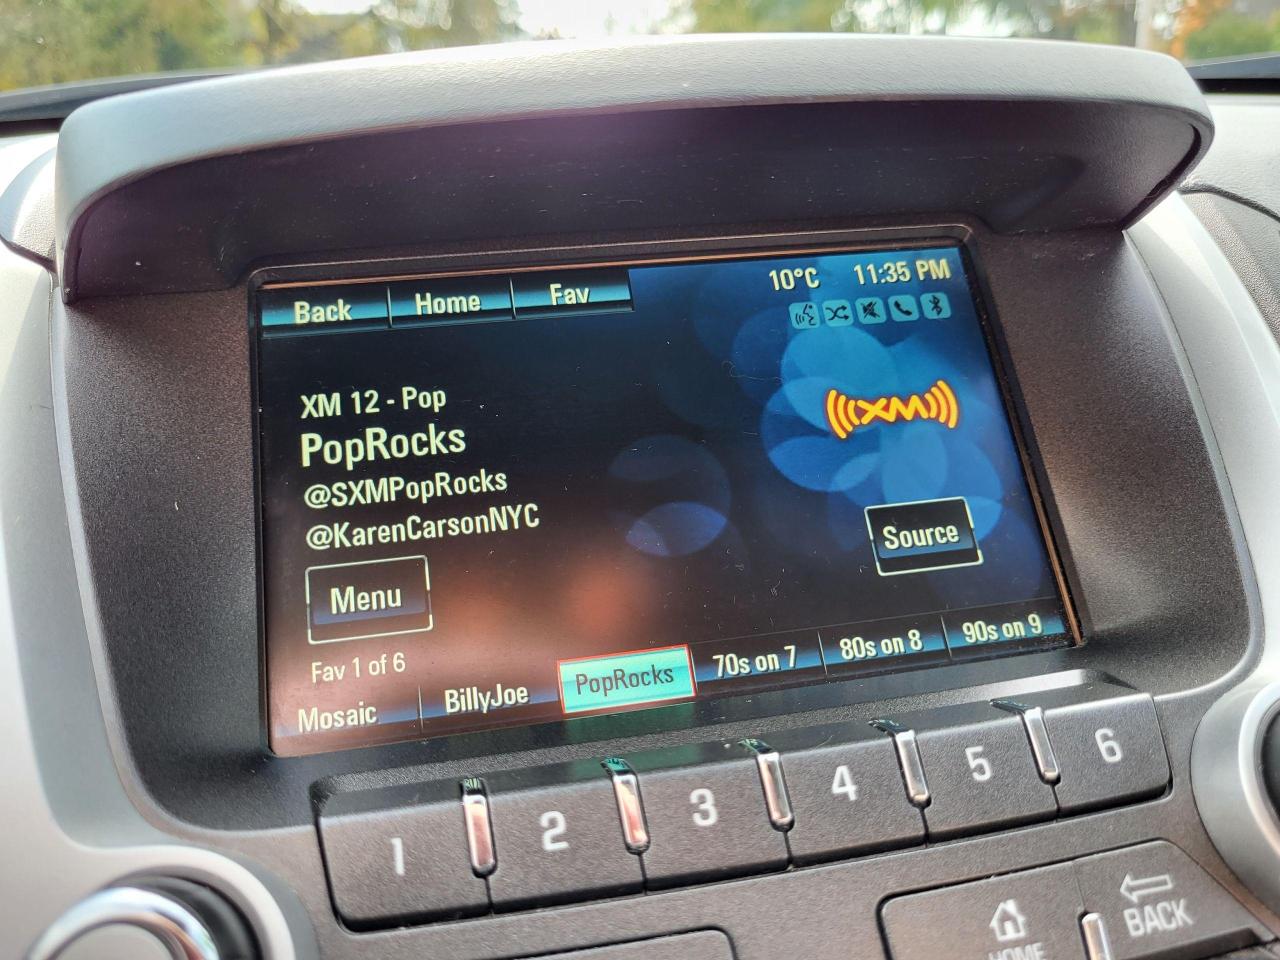 Back Home Fav
10°C 11:35 PM
XM 12 - Pop
PopRocks
@SXMPopRocks
@KarenCarsonNYC
XM
Menu
Source
Fav 1 of 6
Mosaic BillyJoe PopRocks 70s on 7 80s on 8 90s on 9
1 2 3 4 5 6
HOME BACK